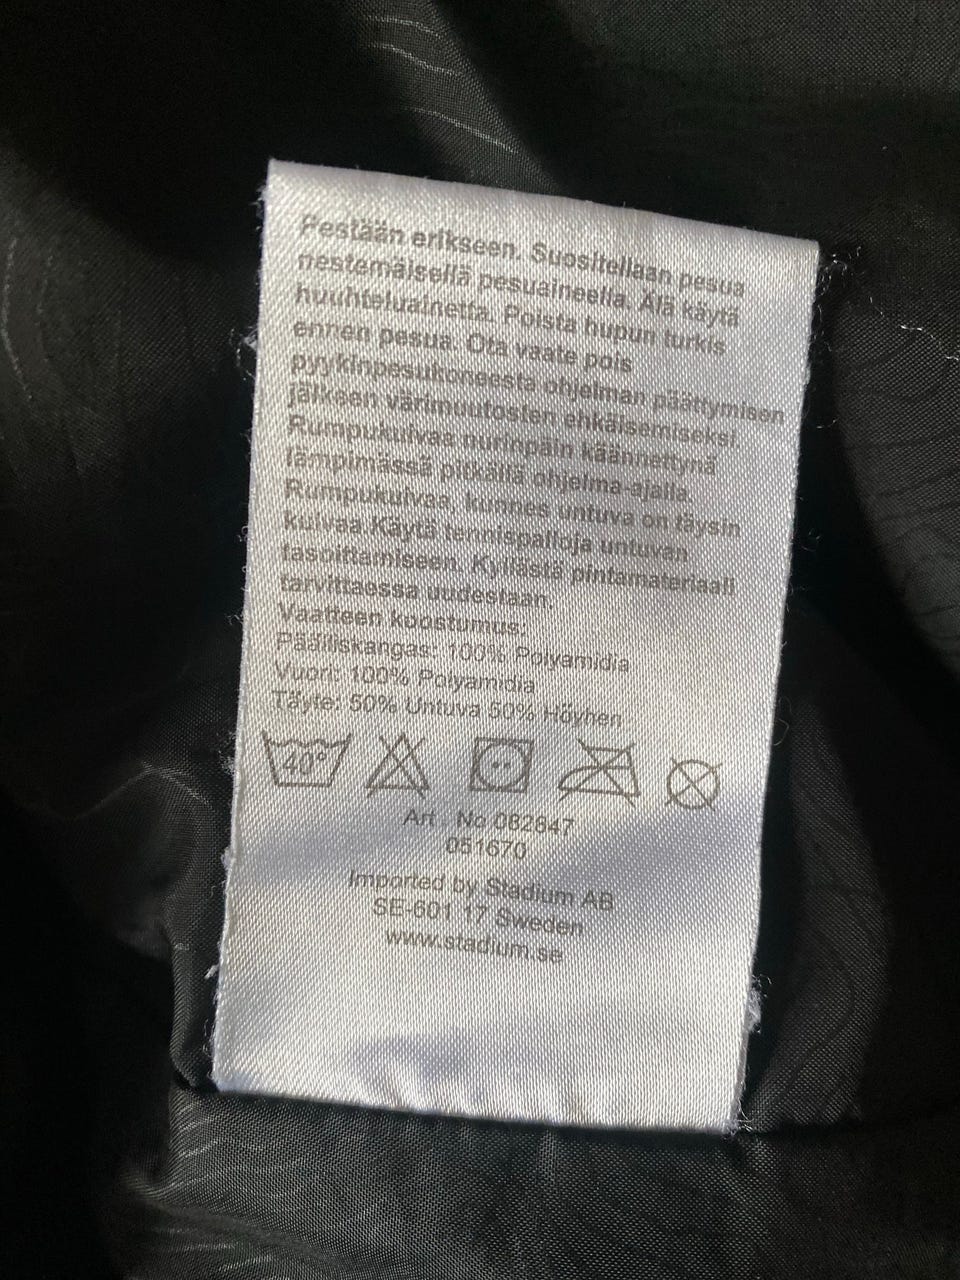 Pestään erikseen. Suositellaan pesua
nestemäisellä pesuaineella. Älä käytä
huuhteluainetta. Poista hupun turkis
ennen pesua. Ota vaate pois
pyykinpesukoneesta ohjelman päättymisen
jälkeen värimuutosten ehkäisemiseksi.
Rumpukuivaa nurinpäin käännettynä
lämpimässä pitkällä ohjelma-ajalla.
Rumpukuivaa, kunnes untuva on täysin
kuivaa.Käytä tennispalloja untuvan
tasoittamiseen. Kyllästä pintamateriaali
tarvittaessa uudestaan.
Vaatteen koostumus:
Päälliskangas: 100% Polyamidia
Vuori: 100% Polyamidia
Täyte: 50% Untuva 50% Höyhen
40°
Art . No 082847
051670
Imported by Stadium AB
SE-601 17 Sweden
www.stadium.se